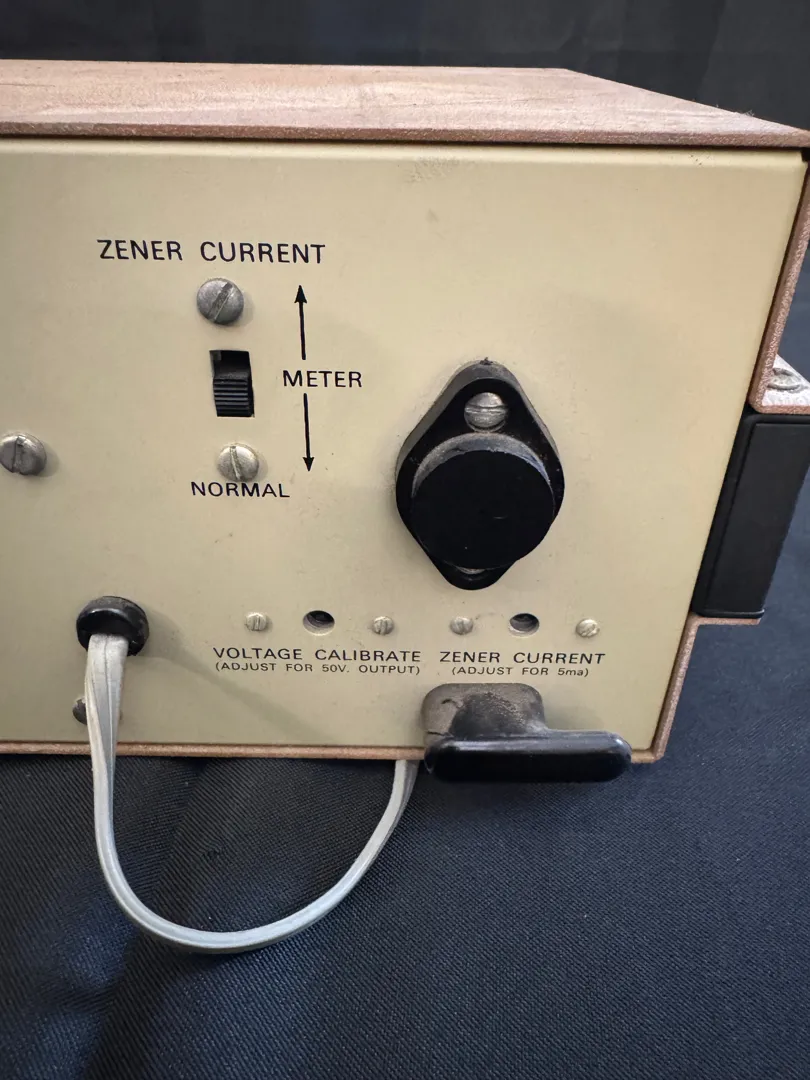 ZENER CURRENT
METER
NORMAL
VOLTAGE CALIBRATE
(ADJUST FOR 50V. OUTPUT)
ZENER CURRENT
(ADJUST FOR 5ma)